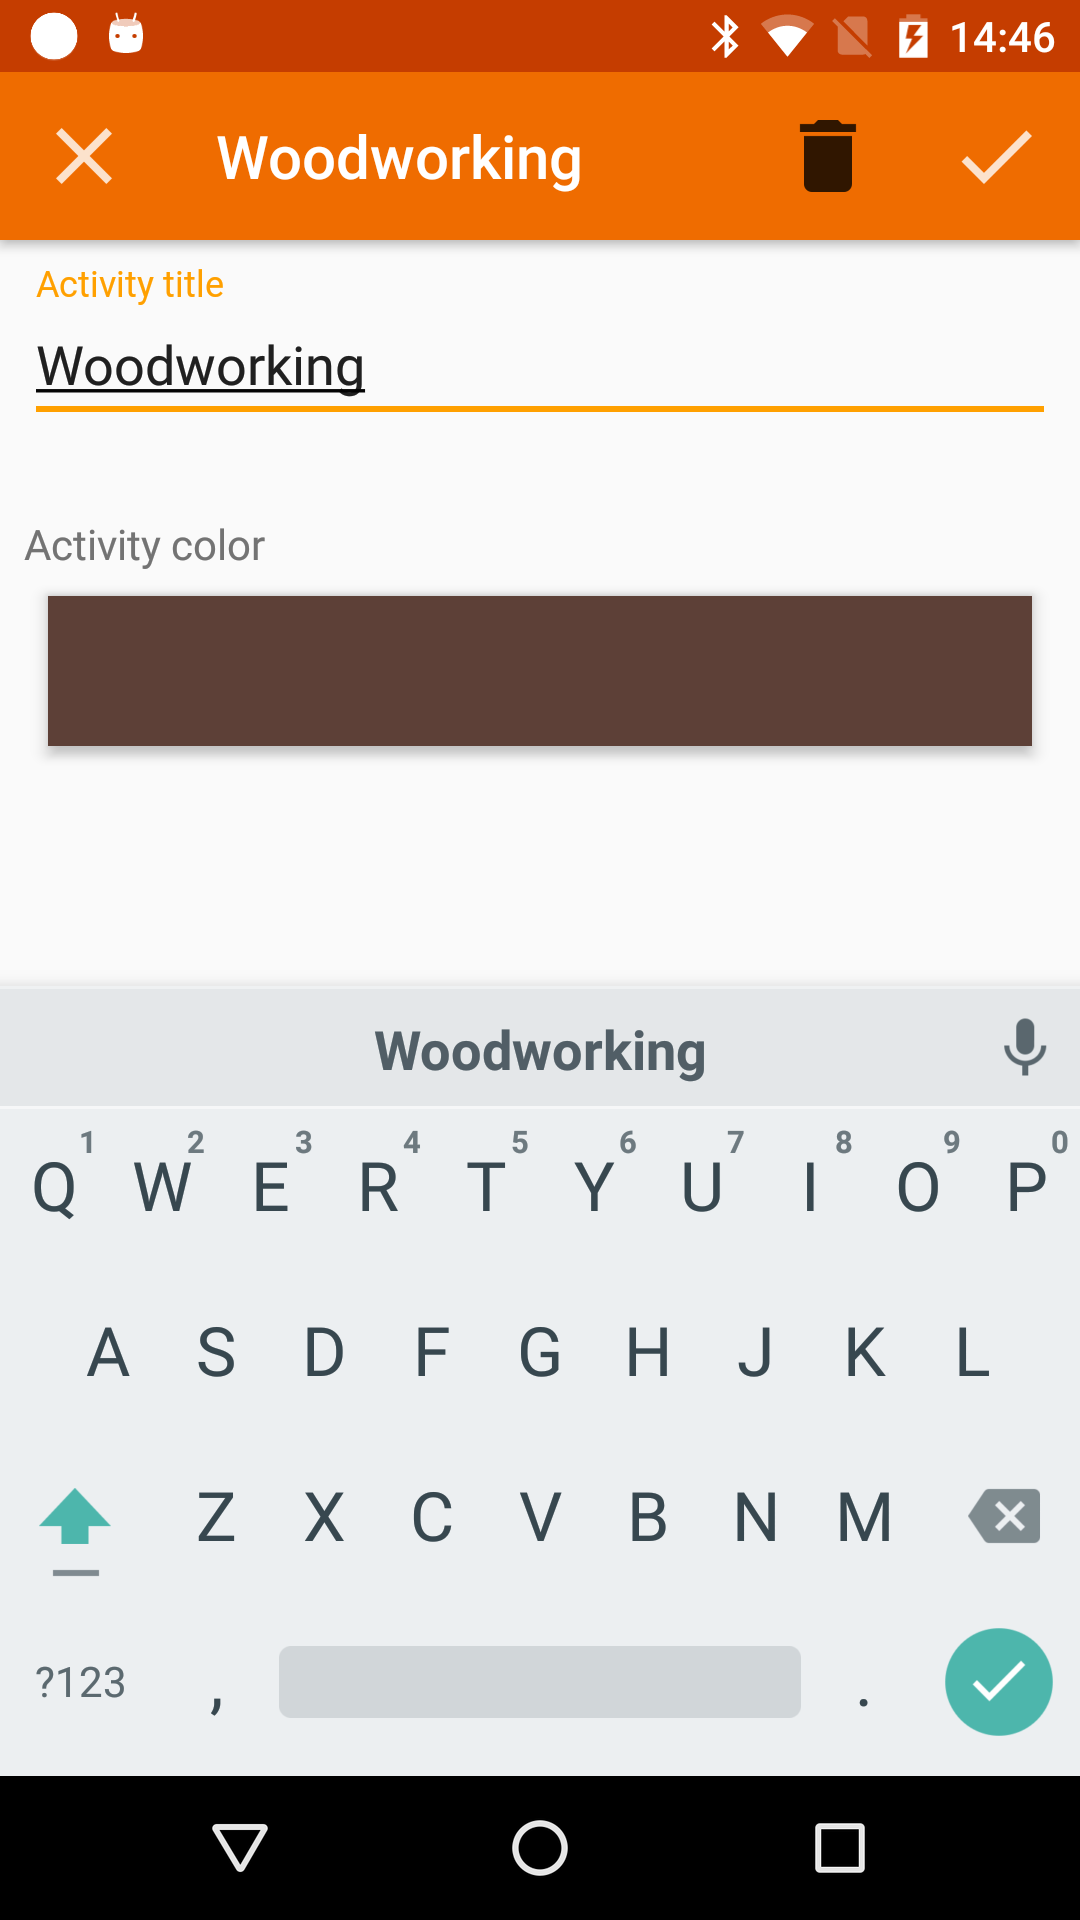 14:46
Woodworking
Activity title
Woodworking
Activity color
Woodworking
1 2 3 4 5 6 7 8 9 0
Q W E R T Y U I O P
A S D F G H J K L
Z X C V B N M
?123 , .